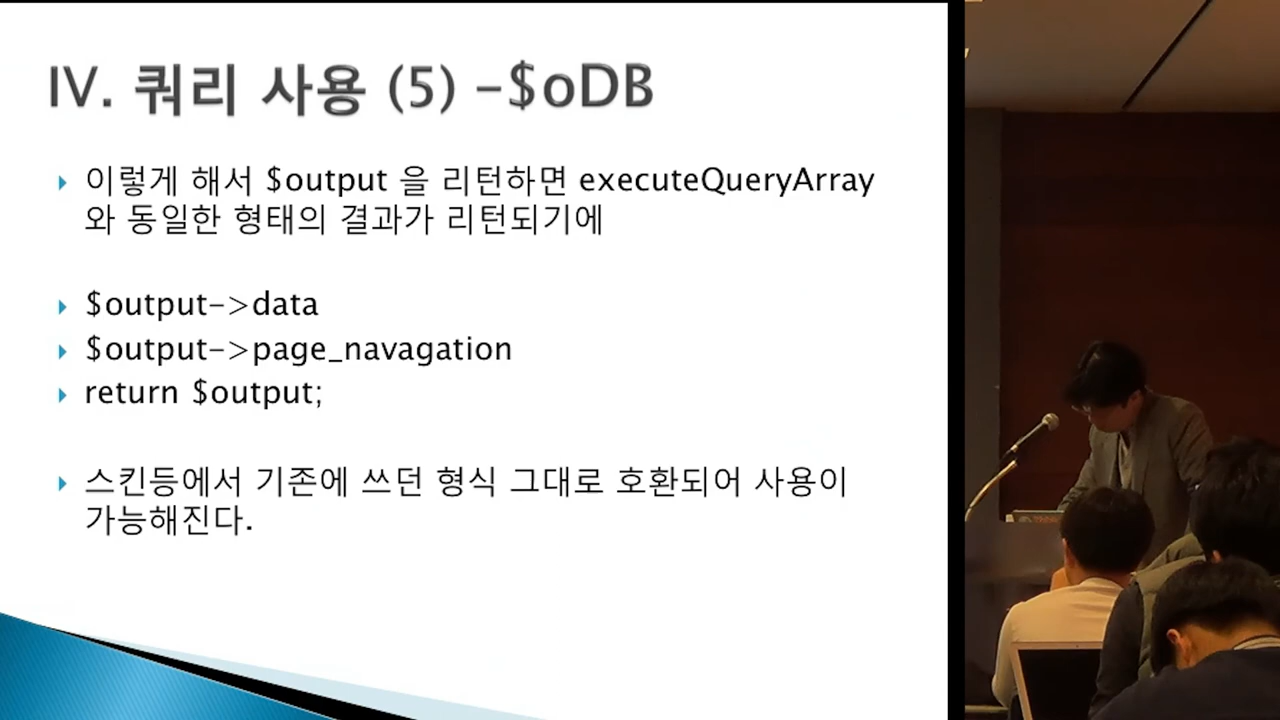 IV. 쿼리 사용 (5) -$oDB
이렇게 해서 $output 을 리턴하면 executeQueryArray
와 동일한 형태의 결과가 리턴되기에
$output->data
$output->page_navagation
return $output;
스킨등에서 기존에 쓰던 형식 그대로 호환되어 사용이
가능해진다.